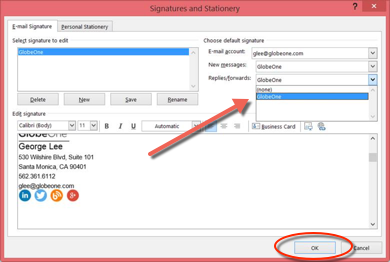 Signatures and Stationery
E-mail Signature
Personal Stationery
Select signature to edit
GlobeOne
Delete
New
Save
Rename
Choose default signature
E-mail account:
glee@globeone.com
New messages:
GlobeOne
Replies/forwards:
GlobeOne
(none)
GlobeOne
Edit signature
Calibri (Body)
11
B
I
U
Automatic
Business Card
GlobeOne
George Lee
530 Wilshire Blvd, Suite 101
Santa Monica, CA 90401
562.361.6112
glee@globeone.com
OK
Cancel